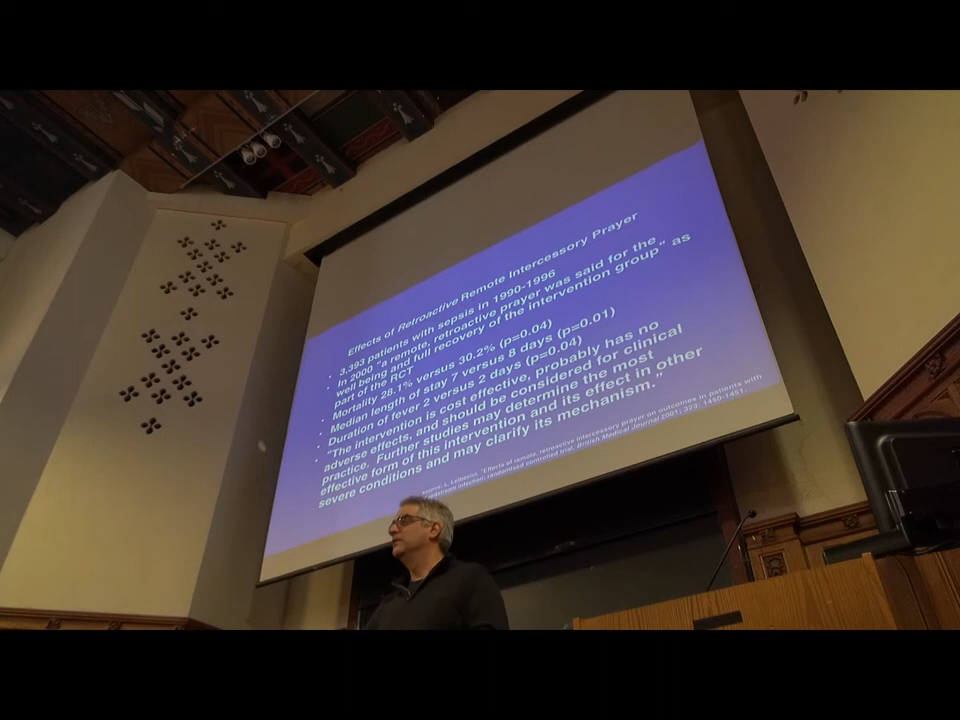 Effects of Retroactive Remote Intercessory Prayer
• 3,393 patients with sepsis in 1990-1996
• In 2000 "a remote, retroactive prayer was said for the
well being and full recovery of the intervention group" as
part of the RCT
• Mortality 28.1% versus 30.2% (p=0.04)
• Median length of stay 7 versus 8 days (p=0.01)
• Duration of fever 2 versus 2 days (p=0.04)
• "The intervention is cost effective, probably has no
adverse effects, and should be considered for clinical
practice. Further studies may determine the most
effective form of this intervention and its effect in other
severe conditions and may clarify its mechanism."
source: L. Leibovici, "Effects of remote, retroactive intercessory prayer on outcomes in patients with
bloodstream infection: randomised controlled trial, British Medical Journal 2001; 323: 1450-1451.